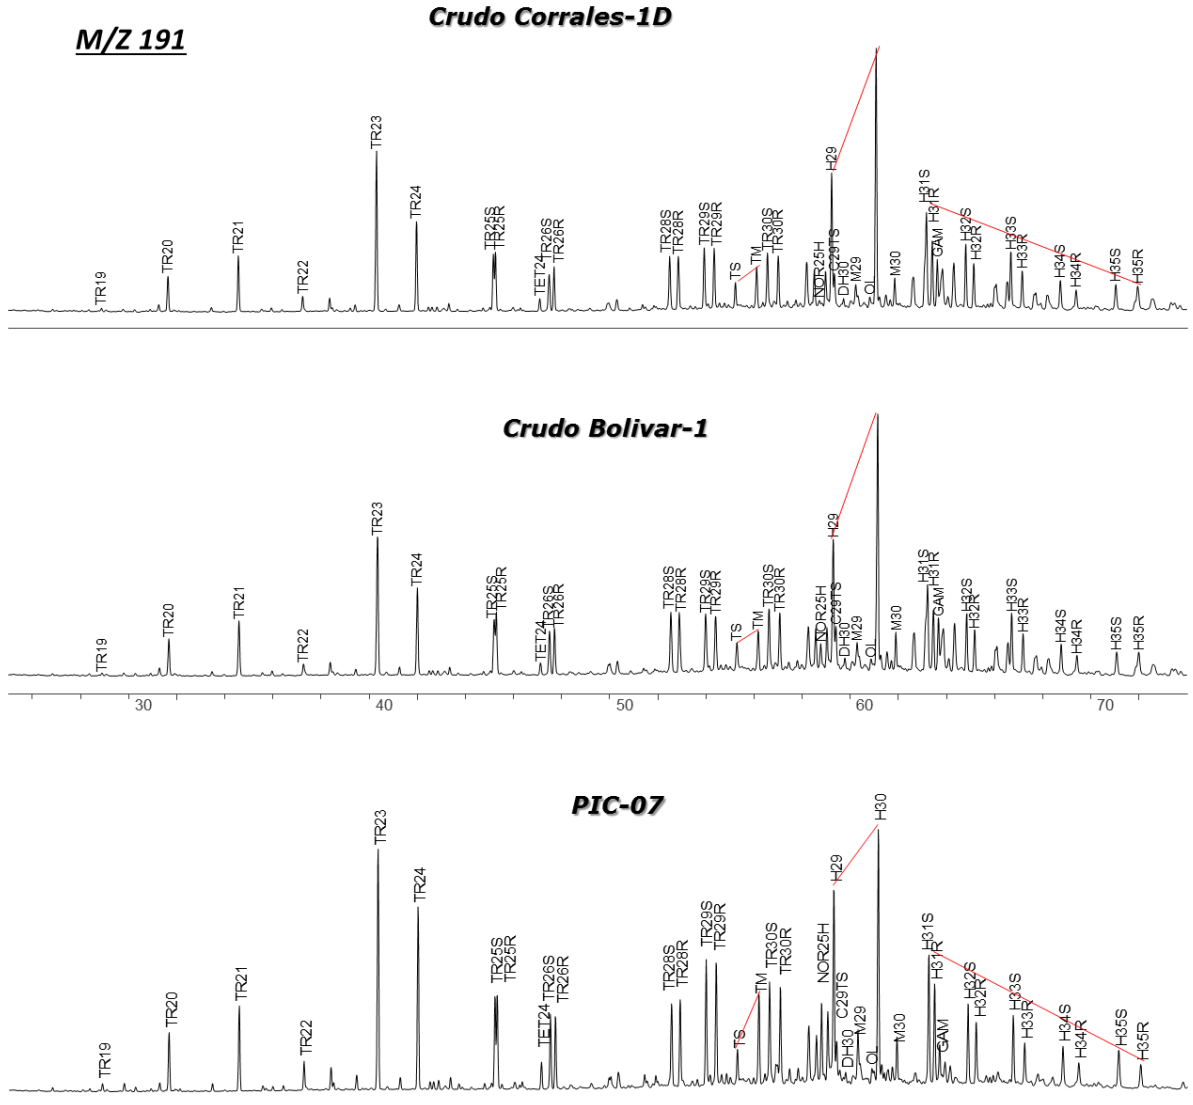 Crudo Corrales-1D
M/Z 191
TR19
TR20
TR21
TR22
TR23
TR24
TR25S
TR25R
TET24
TR26S
TR26R
TR28S
TR28R
TR29S
TR29R
TS
TM
TR30S
TR30R
NOR25H
H29
C29TS
DH30
M29
OL
M30
H31S
H31R
GAM
H32S
H32R
H33S
H33R
H34S
H34R
H35S
H35R
Crudo Bolivar-1
TR19
TR20
TR21
TR22
TR23
TR24
TR25S
TR25R
TET24
TR26S
TR26R
TR28S
TR28R
TR29S
TR29R
TS
TM
TR30S
TR30R
NOR25H
H29
C29TS
DH30
M29
OL
M30
H31S
H31R
GAM
H32S
H32R
H33S
H33R
H34S
H34R
H35S
H35R
30 40 50 60 70
PIC-07
TR19
TR20
TR21
TR22
TR23
TR24
TR25S
TR25R
TET24
TR26S
TR26R
TR28S
TR28R
TR29S
TR29R
TS
TM
TR30S
TR30R
NOR25H
H29
C29TS
DH30
M29
OL
H30
M30
H31S
H31R
GAM
H32S
H32R
H33S
H33R
H34S
H34R
H35S
H35R